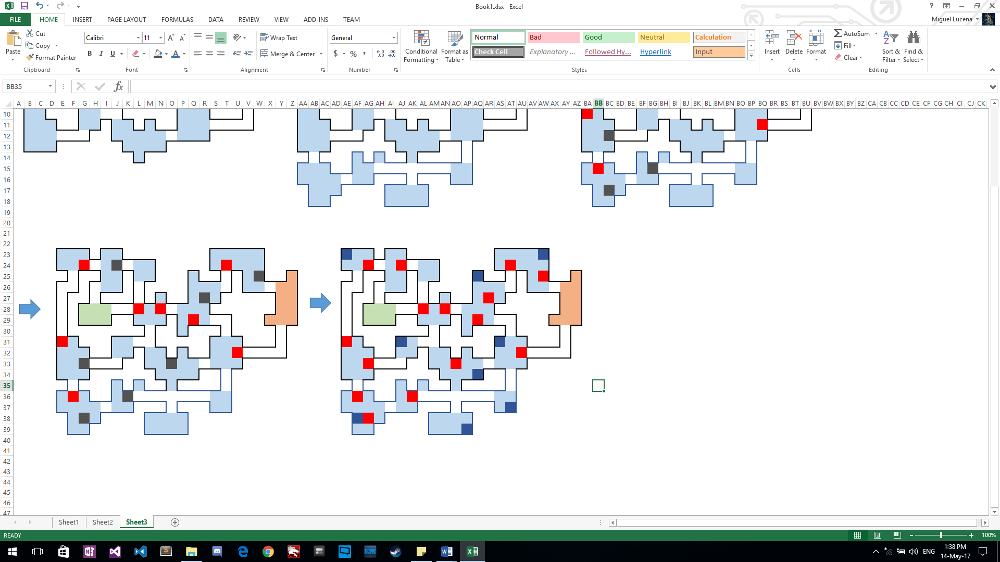 Book1.xlsx - Excel
FILE HOME INSERT PAGE LAYOUT FORMULAS DATA REVIEW VIEW ADD-INS TEAM Miguel Lucena
Paste Cut Copy Format Painter Clipboard
Calibri 11 B I U A A A Font
Wrap Text Merge & Center Alignment
General $ % , Number
Conditional Formatting Format as Table
Normal Bad Good Neutral Calculation
Check Cell Explanatory ... Followed Hy... Hyperlink Input
Styles
Insert Delete Format Cells
AutoSum Fill Clear Sort & Filter Find & Select Editing
BB35 fx
A B C D E F G H I J K L M N O P Q R S T U V W X Y Z AA AB AC AD AE AF AG AH AI AJ AK AL AM AN AO AP AQ AR AS AT AU AV AW AX AY AZ BA BB BC BD BE BF BG BH BI BJ BK BL BM BN BO BP BQ BR BS BT BU BV BW BX BY BZ CA CB CC CD CE CF CG CH CI CJ CK
10
11
12
13
14
15
16
17
18
19
20
21
22
23
24
25
26
27
28
29
30
31
32
33
34
35
36
37
38
39
40
41
42
43
44
45
46
47
Sheet1 Sheet2 Sheet3
READY 100%
ENG 1:38 PM
14-May-17